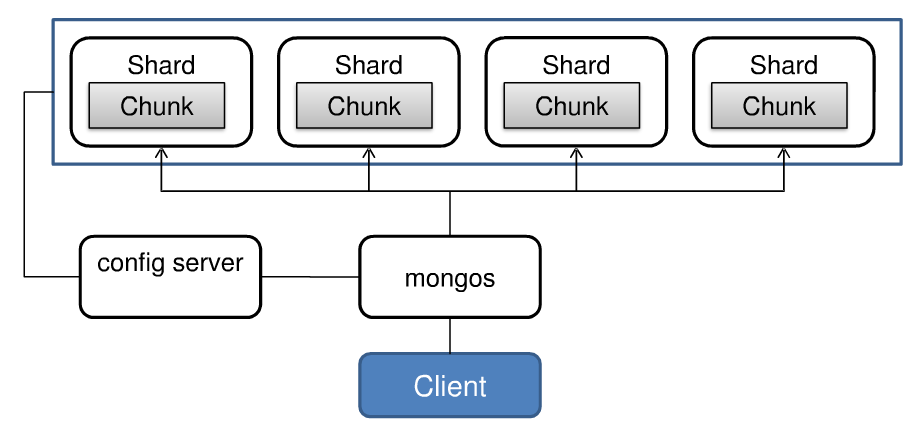 Shard Shard Shard Shard
Chunk Chunk Chunk Chunk
config server
mongos
Client